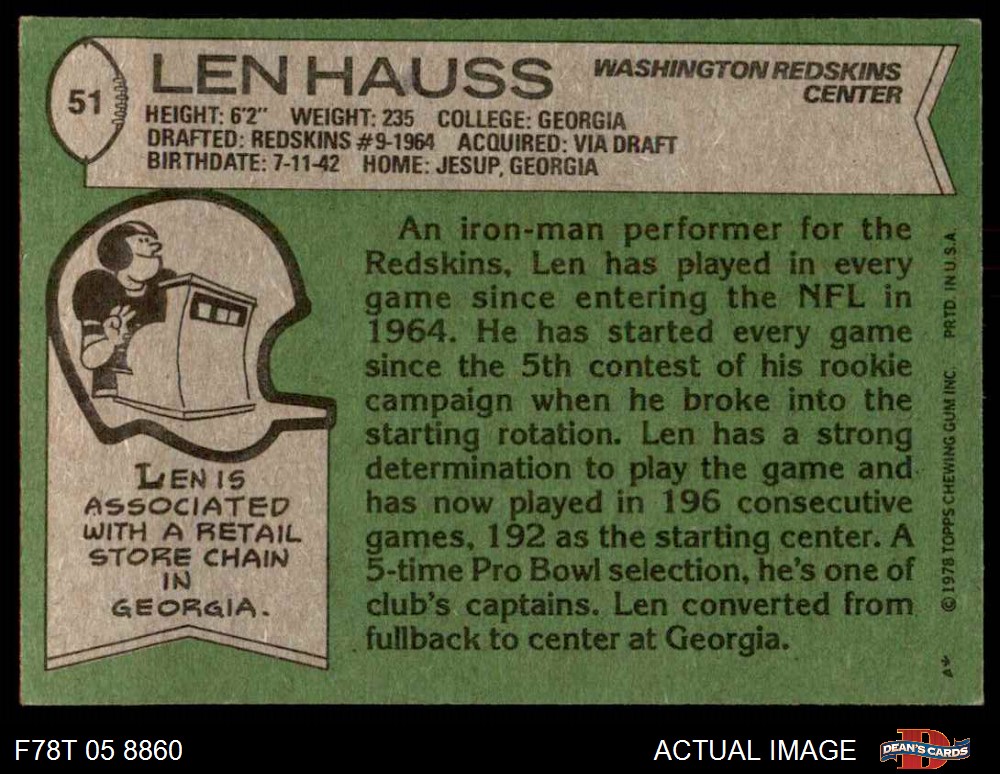 51
LEN HAUSS
WASHINGTON REDSKINS
CENTER
HEIGHT: 6'2" WEIGHT: 235 COLLEGE: GEORGIA
DRAFTED: REDSKINS #9-1964 ACQUIRED: VIA DRAFT
BIRTHDATE: 7-11-42 HOME: JESUP, GEORGIA
An iron-man performer for the
Redskins, Len has played in every
game since entering the NFL in
1964. He has started every game
since the 5th contest of his rookie
campaign when he broke into the
starting rotation. Len has a strong
determination to play the game and
has now played in 196 consecutive
games, 192 as the starting center. A
5-time Pro Bowl selection, he's one of
club's captains. Len converted from
fullback to center at Georgia.
LEN IS
ASSOCIATED
WITH A RETAIL
STORE CHAIN
IN
GEORGIA.
©1978 TOPPS CHEWING GUM INC. PRTD. IN U.S.A.
F78T 05 8860
ACTUAL IMAGE
DEAN'S CARDS